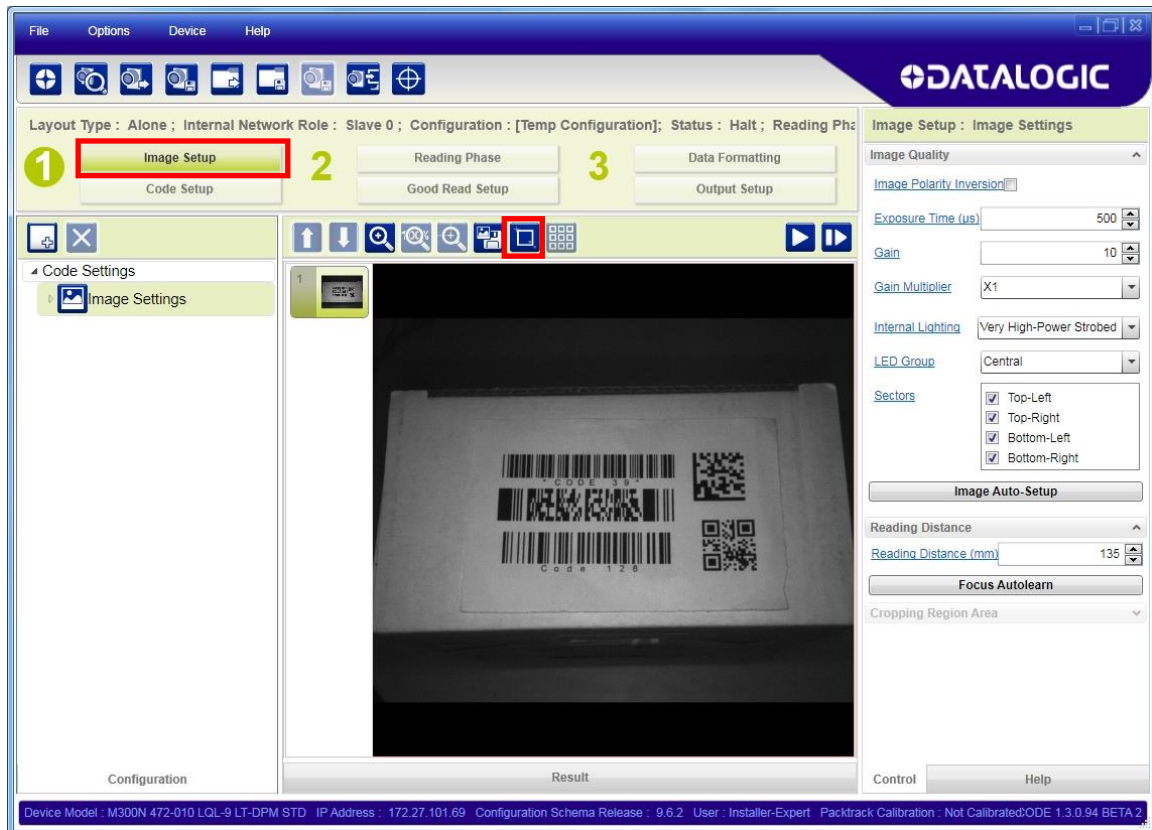 File Options Device Help
DATALOGIC
Layout Type : Alone ; Internal Network Role : Slave 0 ; Configuration : [Temp Configuration]; Status : Halt ; Reading Pha
1 Image Setup
Code Setup
2 Reading Phase
Good Read Setup
3 Data Formatting
Output Setup
100%
Code Settings
Image Settings
1
* CODE 39 *
Code 128
Configuration
Result
Image Setup : Image Settings
Image Quality
Image Polarity Inversion
Exposure Time (µs) 500
Gain 10
Gain Multiplier X1
Internal Lighting Very High-Power Strobed
LED Group Central
Sectors Top-Left
Top-Right
Bottom-Left
Bottom-Right
Image Auto-Setup
Reading Distance
Reading Distance (mm) 135
Focus Autolearn
Cropping Region Area
Control Help
Device Model : M300N 472-010 LQL-9 LT-DPM STD IP Address : 172.27.101.69 Configuration Schema Release : 9.6.2 User : Installer-Expert Packtrack Calibration : Not Calibrated:ODE 1.3.0.94 BETA 2